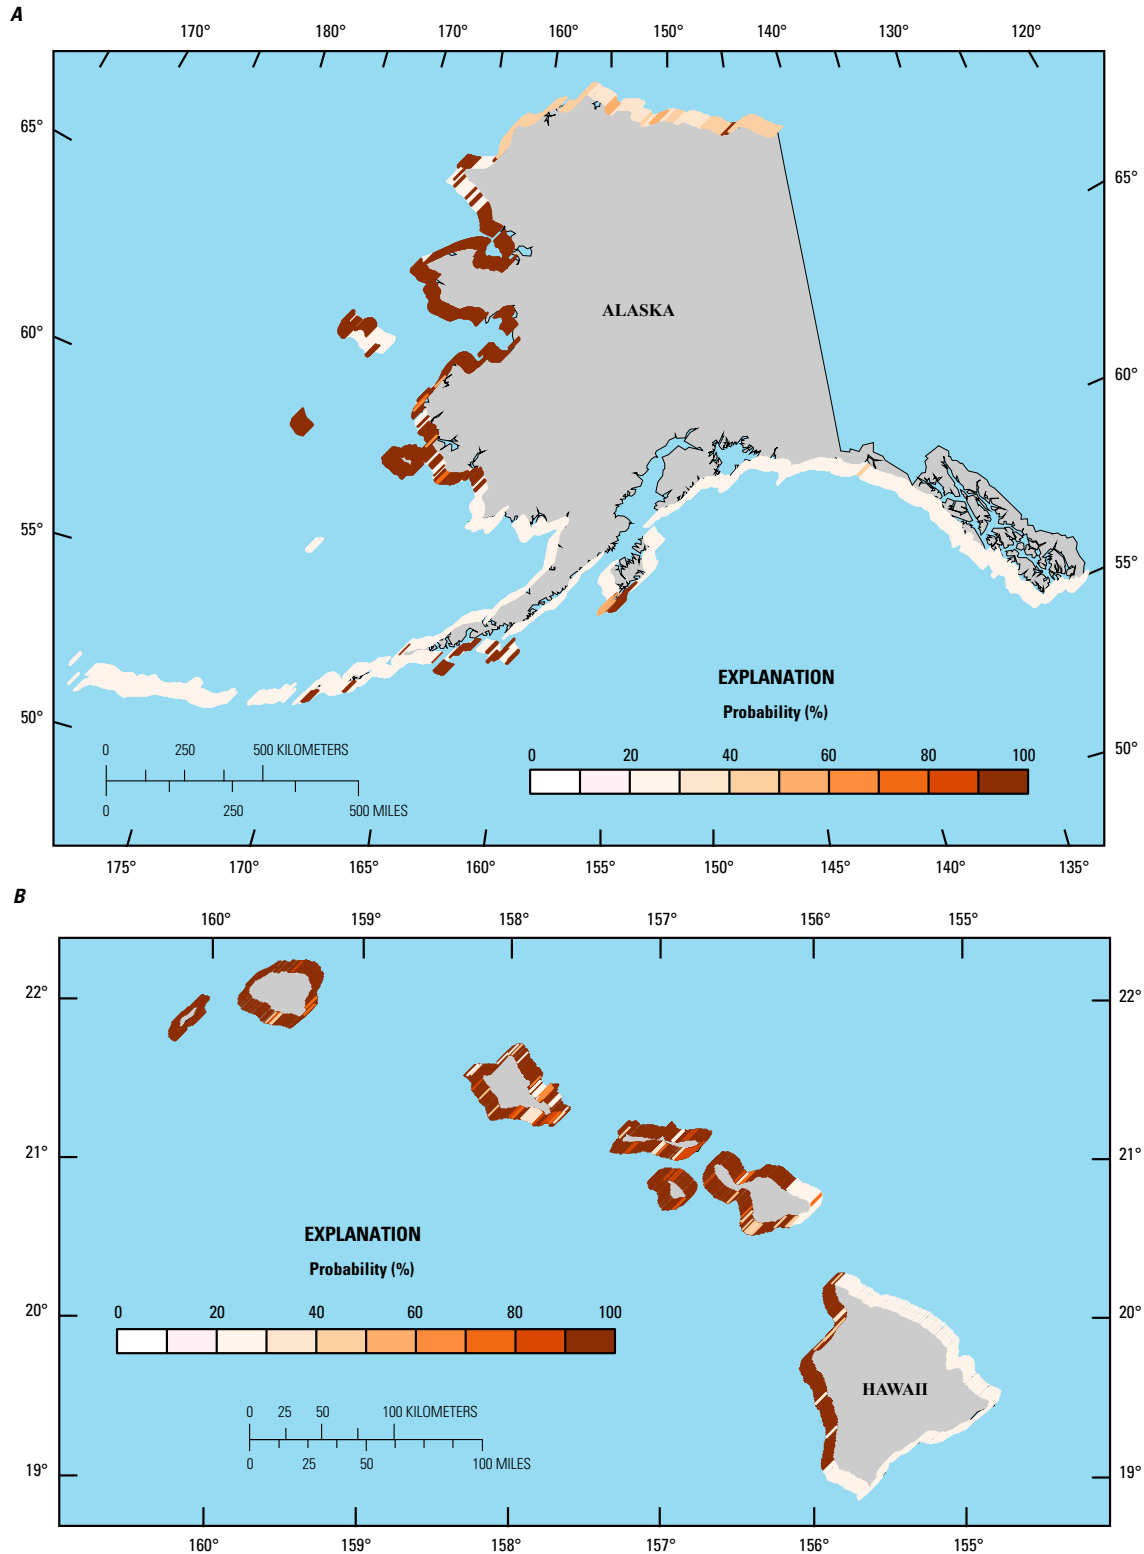 A
170° 180° 170° 160° 150° 140° 130° 120°
65°
65°
ALASKA
60°
60°
55°
55°
EXPLANATION
Probability (%)
50°
50°
0 250 500 KILOMETERS
0 20 40 60 80 100
0 250 500 MILES
175° 170° 165° 160° 155° 150° 145° 140° 135°
B
160° 159° 158° 157° 156° 155°
22° 22°
21° 21°
EXPLANATION
Probability (%)
0 20 40 60 80 100
20° 20°
HAWAII
0 25 50 100 KILOMETERS
0 25 50 100 MILES
19° 19°
160° 159° 158° 157° 156° 155°